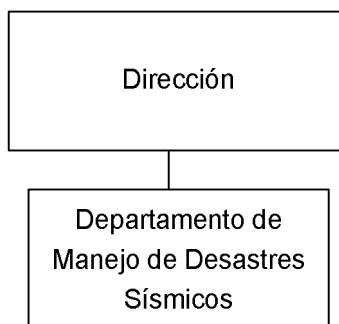 Dirección
Departamento de
Manejo de Desastres
Sísmicos